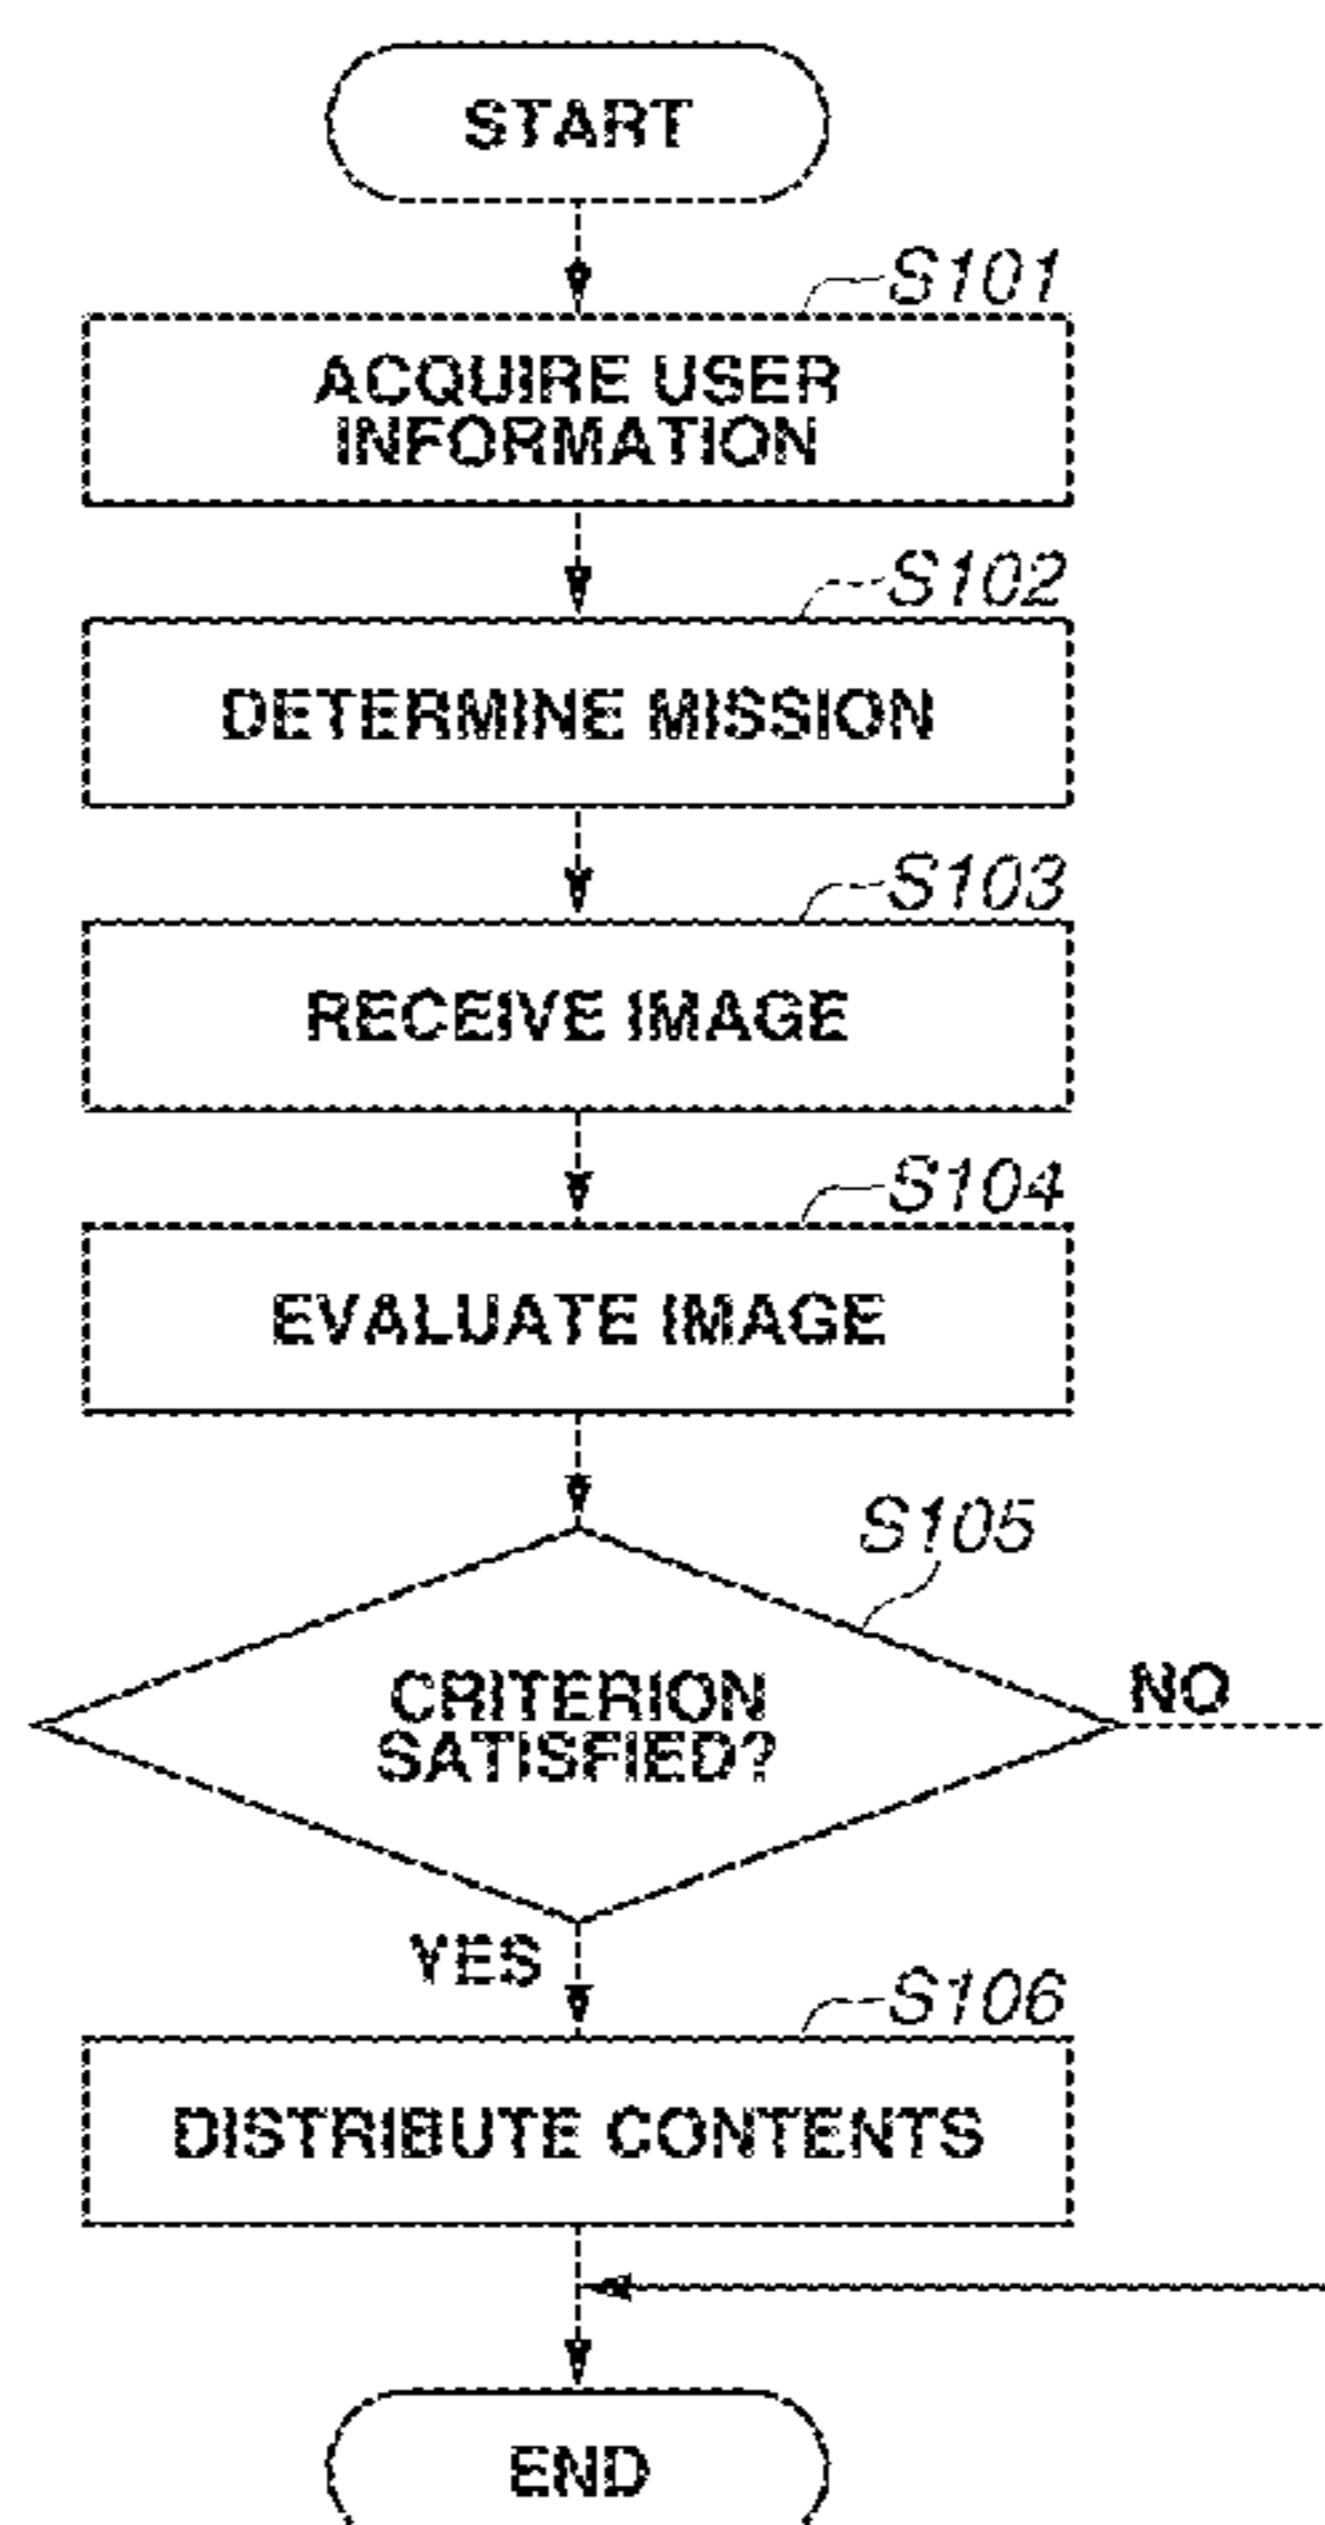 START
S101
ACQUIRE USER
INFORMATION
S102
DETERMINE MISSION
S103
RECEIVE IMAGE
S104
EVALUATE IMAGE
S105
CRITERION
SATISFIED?
NO
YES
S106
DISTRIBUTE CONTENTS
END